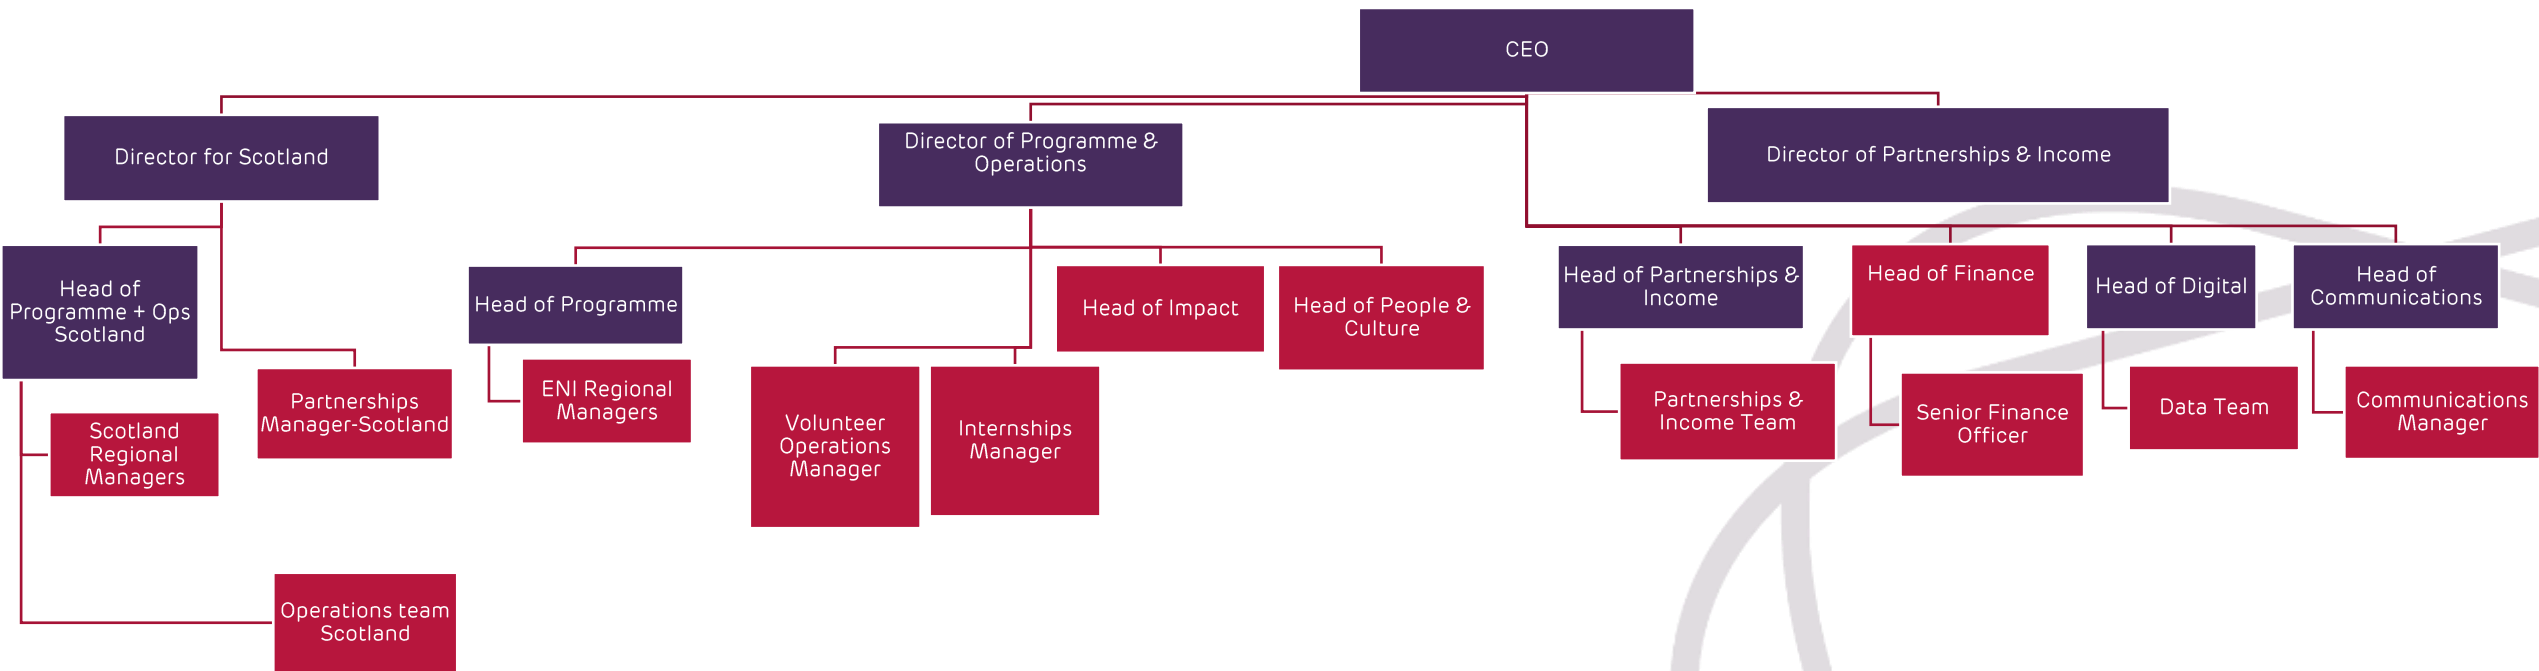 CEO
Director for Scotland
Director of Programme &
Operations
Director of Partnerships & Income
Head of
Programme + Ops
Scotland
Partnerships
Manager-Scotland
Scotland
Regional
Managers
Operations team
Scotland
Head of Programme
ENI Regional
Managers
Volunteer
Operations
Manager
Internships
Manager
Head of Impact
Head of People &
Culture
Head of Partnerships &
Income
Partnerships &
Income Team
Head of Finance
Senior Finance
Officer
Head of Digital
Data Team
Head of
Communications
Communications
Manager